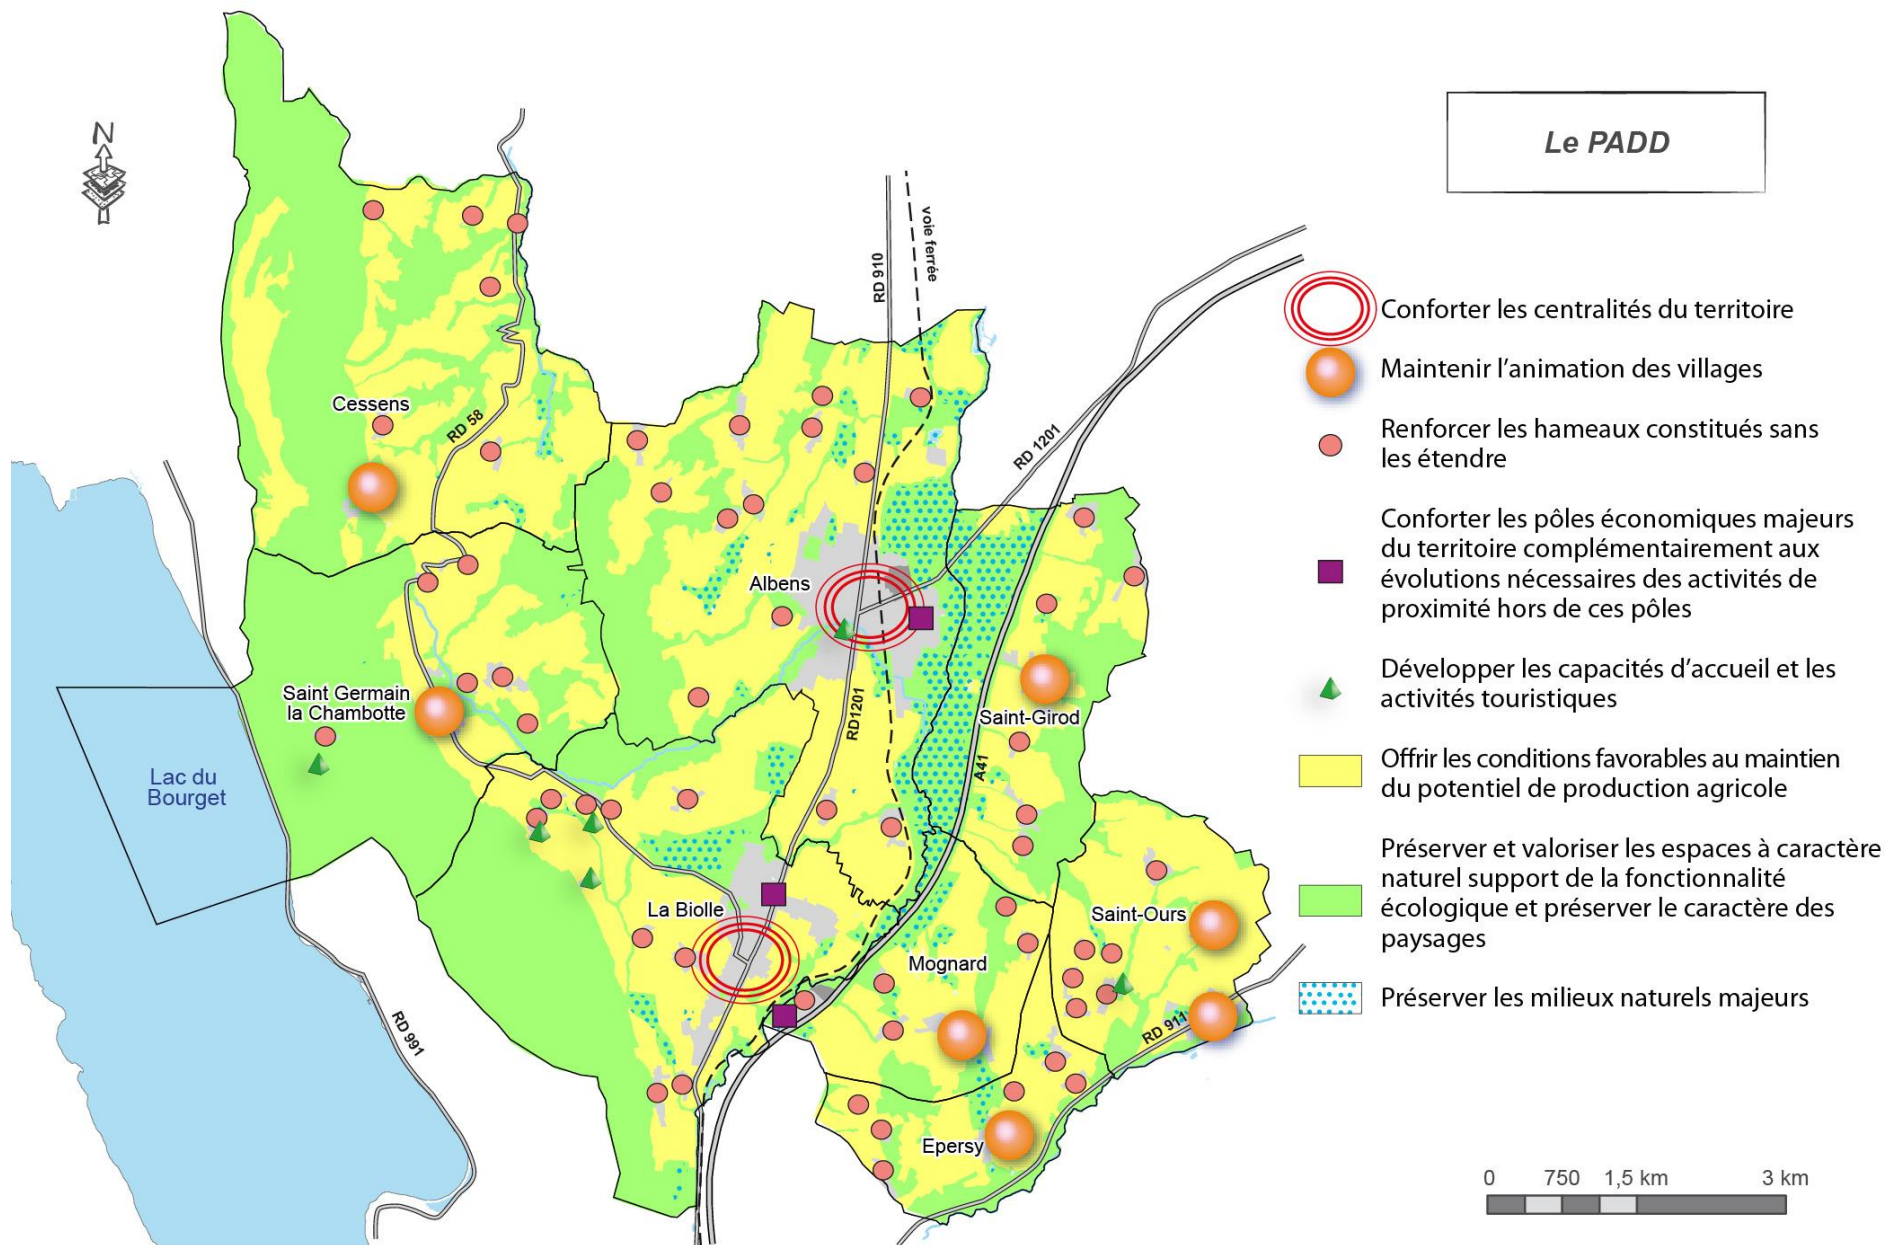 Le PADD
N
voie ferrée
RD 910
Conforter les centralités du territoire
Maintenir l'animation des villages
Cessens
RD 58
RD 1201
Renforcer les hameaux constitués sans
les étendre
Conforter les pôles économiques majeurs
du territoire complémentairement aux
évolutions nécessaires des activités de
proximité hors de ces pôles
Albens
Développer les capacités d'accueil et les
activités touristiques
Saint Germain
la Chambotte
RD1201
Saint-Girod
A41
Lac du
Bourget
Offrir les conditions favorables au maintien
du potentiel de production agricole
Préserver et valoriser les espaces à caractère
naturel support de la fonctionnalité
écologique et préserver le caractère des
paysages
La Biolle
Saint-Ours
Mognard
Préserver les milieux naturels majeurs
RD 991
RD 911
Epersy
0 750 1,5 km 3 km